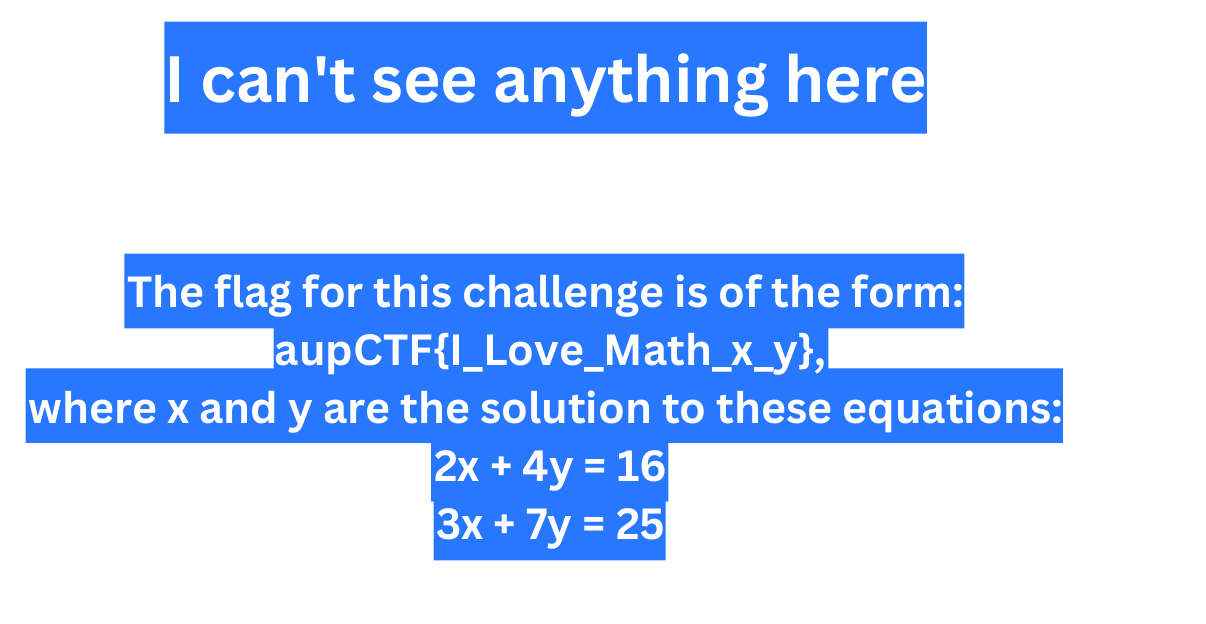 I can't see anything here
The flag for this challenge is of the form:
aupCTF{I_Love_Math_x_y},
where x and y are the solution to these equations:
2x + 4y = 16
3x + 7y = 25